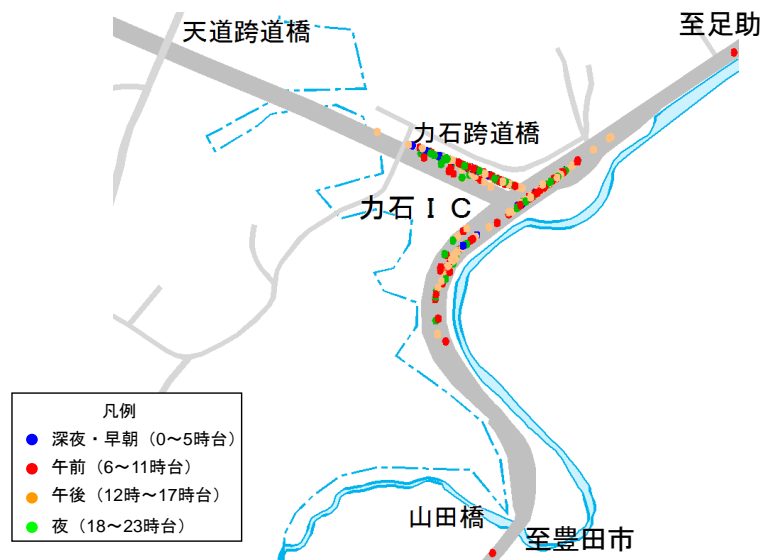 至足助
天道跨道橋
力石跨道橋
力石ＩＣ
凡例
深夜・早朝（0～5時台）
午前（6～11時台）
午後（12時～17時台）
夜（18～23時台）
山田橋
至豊田市